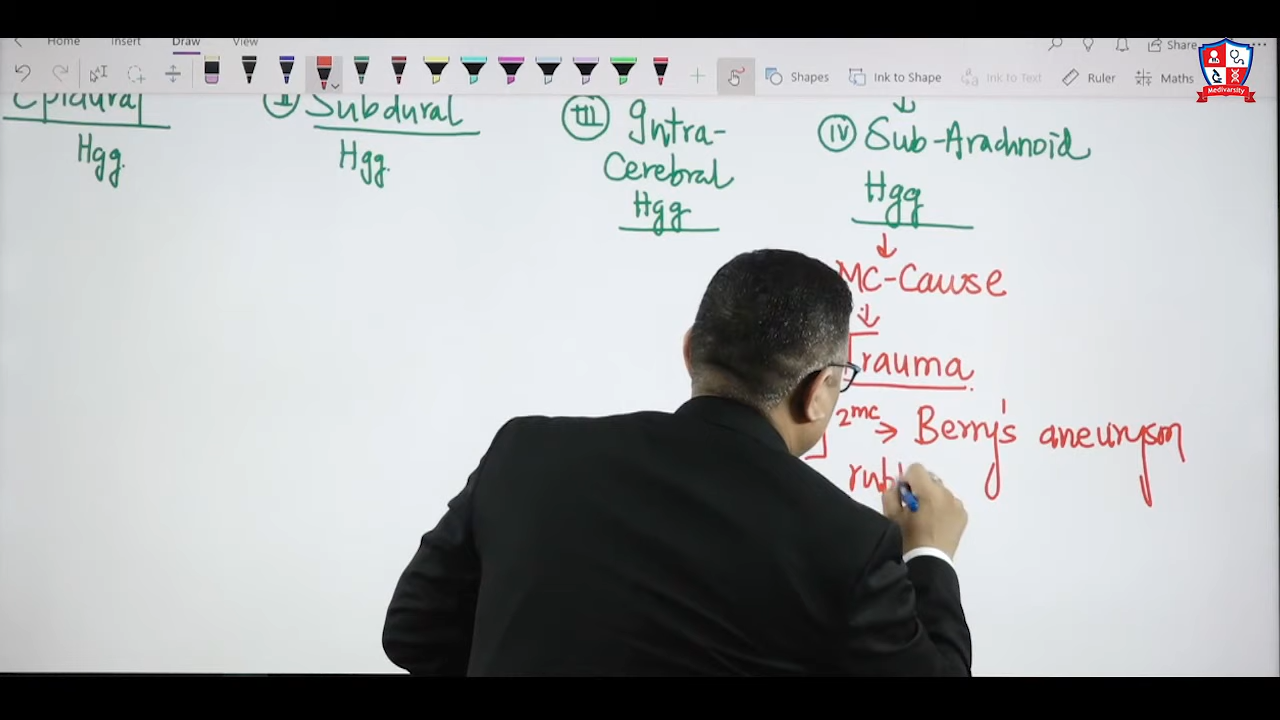 Home Insert Draw View Share
Shapes Ink to Shape Ink to Text Ruler Maths
Medivarsity
Epidural
Hgg.
II Subdural
Hgg.
III Intra-
Cerebral
Hgg
IV Sub-Arachnoid
Hgg
MC-Cause
Trauma
2mc → Berry's aneurysm